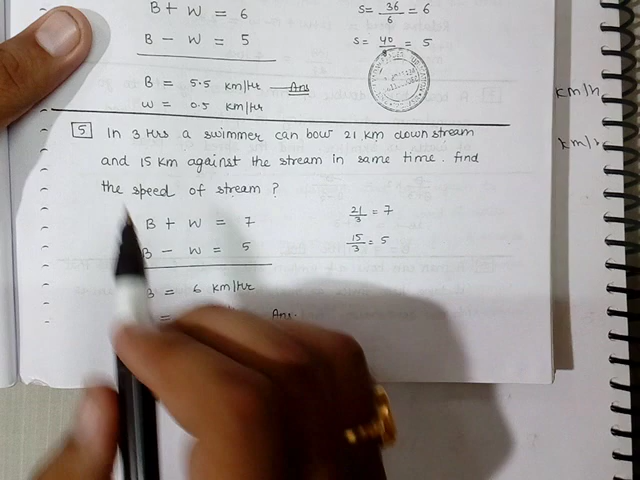 B + W = 6
S = 36/6 = 6
B - W = 5
S = 40/8 = 5
B = 5.5 km/Hr Ans
W = 0.5 km/Hr
km/h
km/
5 In 3 Hrs a swimmer can bow 21 km down stream
and 15 km against the stream in same time. find
the speed of stream ?
B + W = 7
21/3 = 7
B - W = 5
15/3 = 5
B = 6 km/Hr
= Ans.